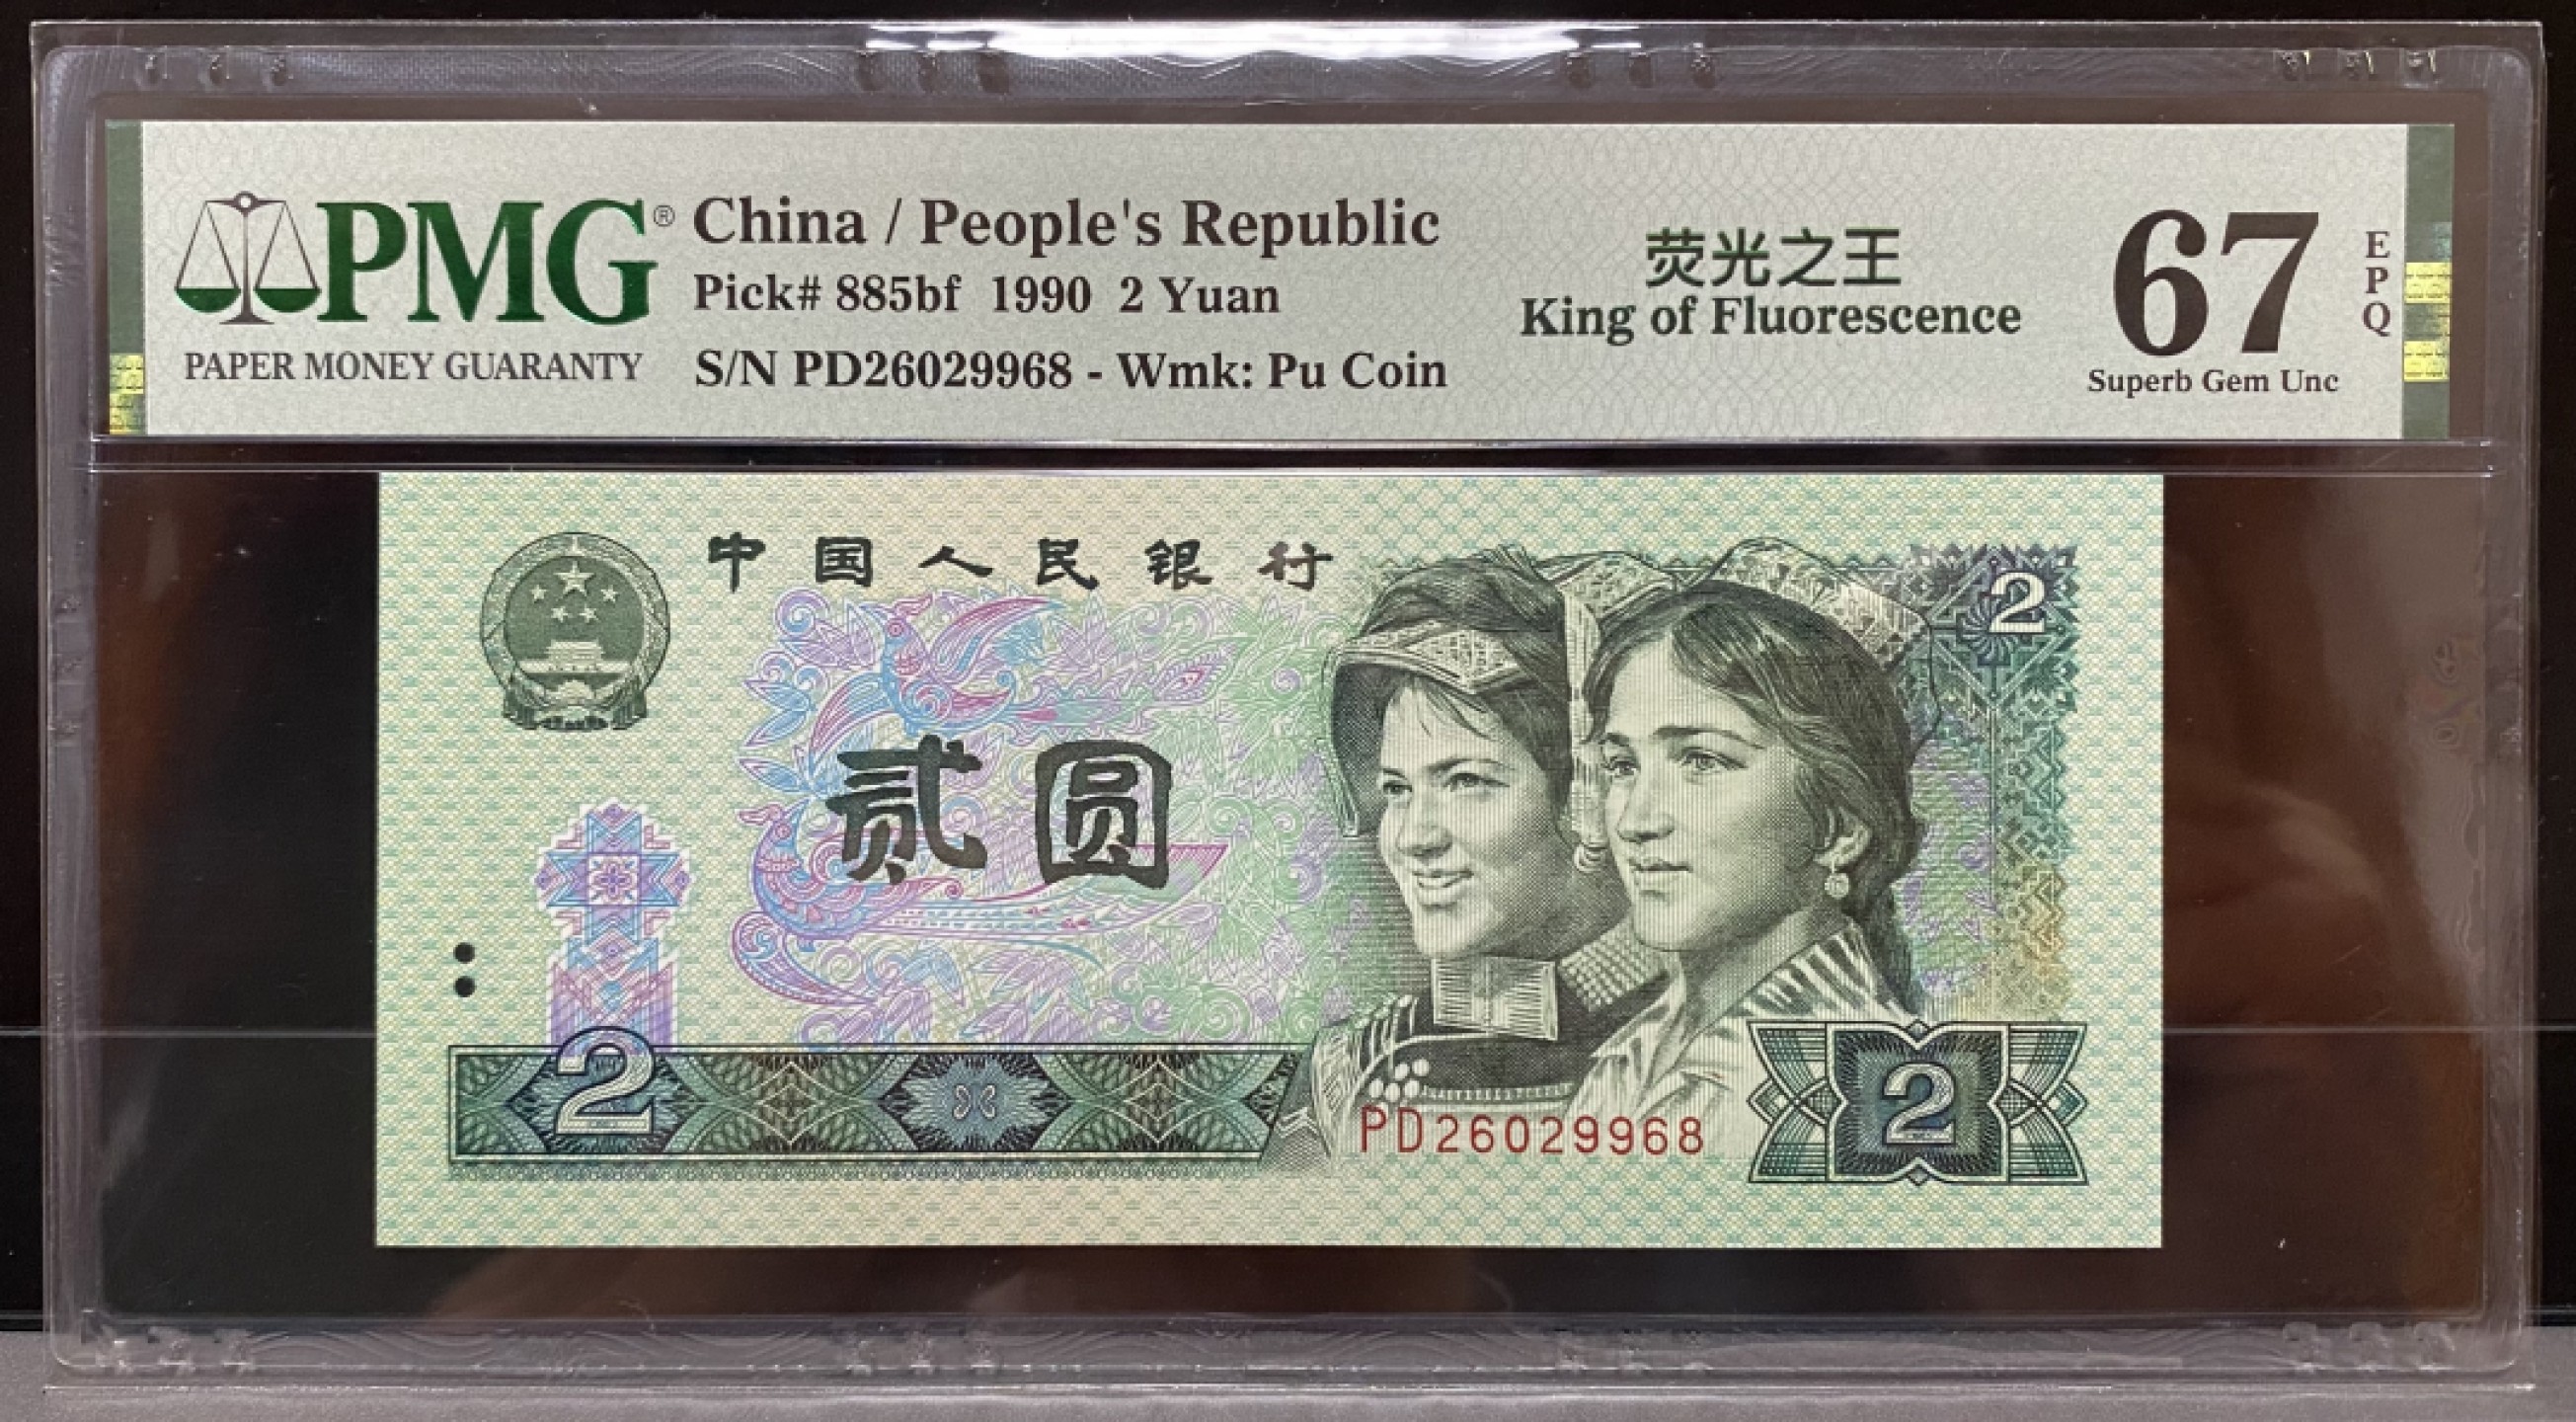 PMG®
PAPER MONEY GUARANTY
China / People's Republic
Pick# 885bf 1990 2 Yuan
S/N PD26029968 - Wmk: Pu Coin
荧光之王
King of Fluorescence
67
EPQ
Superb Gem Unc
中国人民银行
2
贰圆
2
PD26029968
2